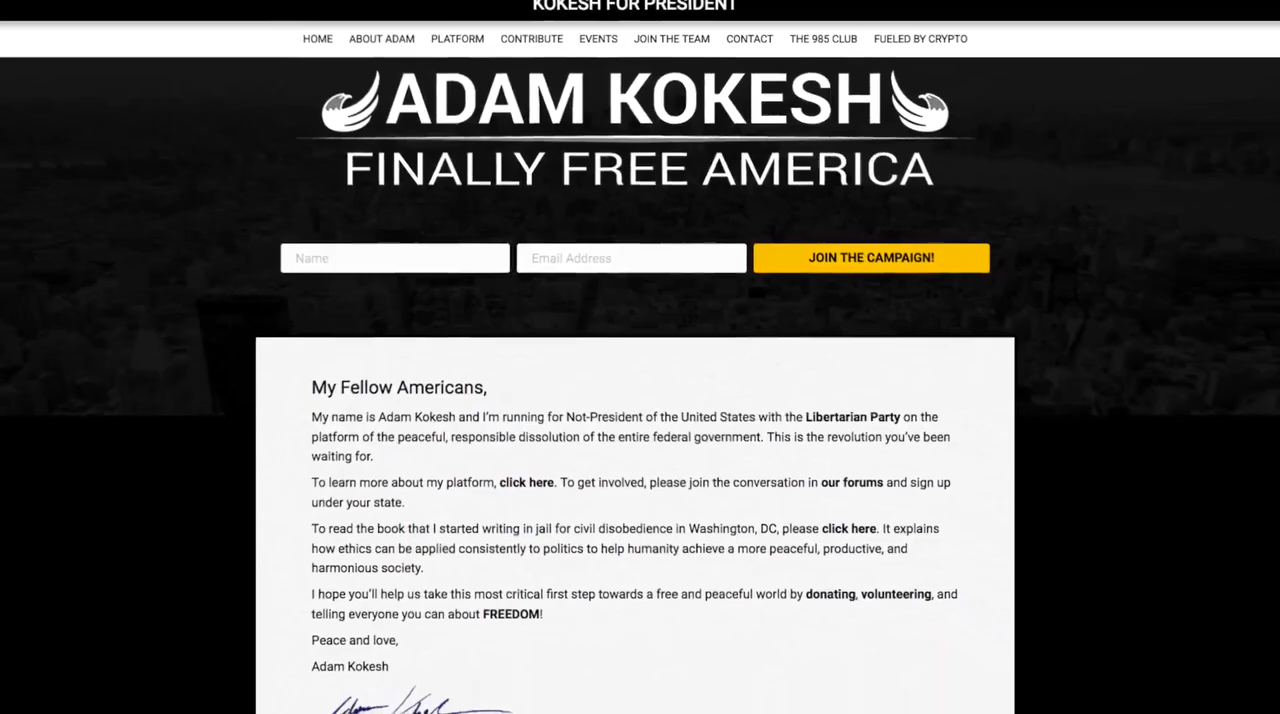 KOKESH FOR PRESIDENT
HOME ABOUT ADAM PLATFORM CONTRIBUTE EVENTS JOIN THE TEAM CONTACT THE 985 CLUB FUELED BY CRYPTO
ADAM KOKESH
FINALLY FREE AMERICA
Name Email Address JOIN THE CAMPAIGN!
My Fellow Americans,
My name is Adam Kokesh and I'm running for Not-President of the United States with the Libertarian Party on the
platform of the peaceful, responsible dissolution of the entire federal government. This is the revolution you've been
waiting for.
To learn more about my platform, click here. To get involved, please join the conversation in our forums and sign up
under your state.
To read the book that I started writing in jail for civil disobedience in Washington, DC, please click here. It explains
how ethics can be applied consistently to politics to help humanity achieve a more peaceful, productive, and
harmonious society.
I hope you'll help us take this most critical first step towards a free and peaceful world by donating, volunteering, and
telling everyone you can about FREEDOM!
Peace and love,
Adam Kokesh